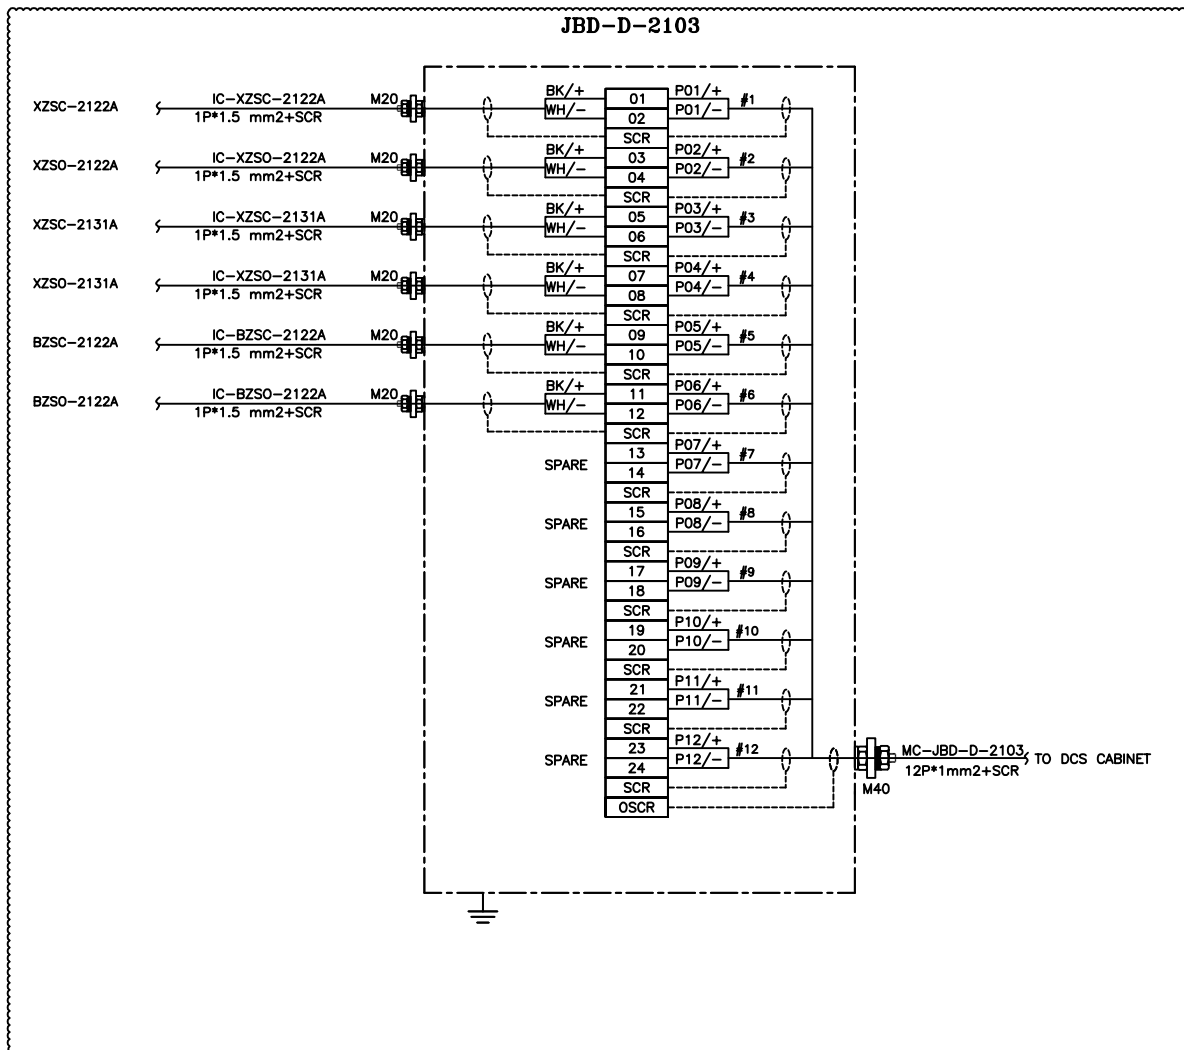 JBD-D-2103
XZSC-2122A IC-XZSC-2122A M20 BK/+ 01 P01/+ #1
1P*1.5 mm2+SCR WH/- 02 P01/-
SCR
XZSO-2122A IC-XZSO-2122A M20 BK/+ 03 P02/+ #2
1P*1.5 mm2+SCR WH/- 04 P02/-
SCR
XZSC-2131A IC-XZSC-2131A M20 BK/+ 05 P03/+ #3
1P*1.5 mm2+SCR WH/- 06 P03/-
SCR
XZSO-2131A IC-XZSO-2131A M20 BK/+ 07 P04/+ #4
1P*1.5 mm2+SCR WH/- 08 P04/-
SCR
BZSC-2122A IC-BZSC-2122A M20 BK/+ 09 P05/+ #5
1P*1.5 mm2+SCR WH/- 10 P05/-
SCR
BZSO-2122A IC-BZSO-2122A M20 BK/+ 11 P06/+ #6
1P*1.5 mm2+SCR WH/- 12 P06/-
SCR
13 P07/+ #7
SPARE 14 P07/-
SCR
15 P08/+ #8
SPARE 16 P08/-
SCR
17 P09/+ #9
SPARE 18 P09/-
SCR
19 P10/+ #10
SPARE 20 P10/-
SCR
21 P11/+ #11
SPARE 22 P11/-
SCR
23 P12/+ #12 MC-JBD-D-2103
SPARE 24 P12/- TO DCS CABINET
12P*1mm2+SCR
SCR M40
OSCR